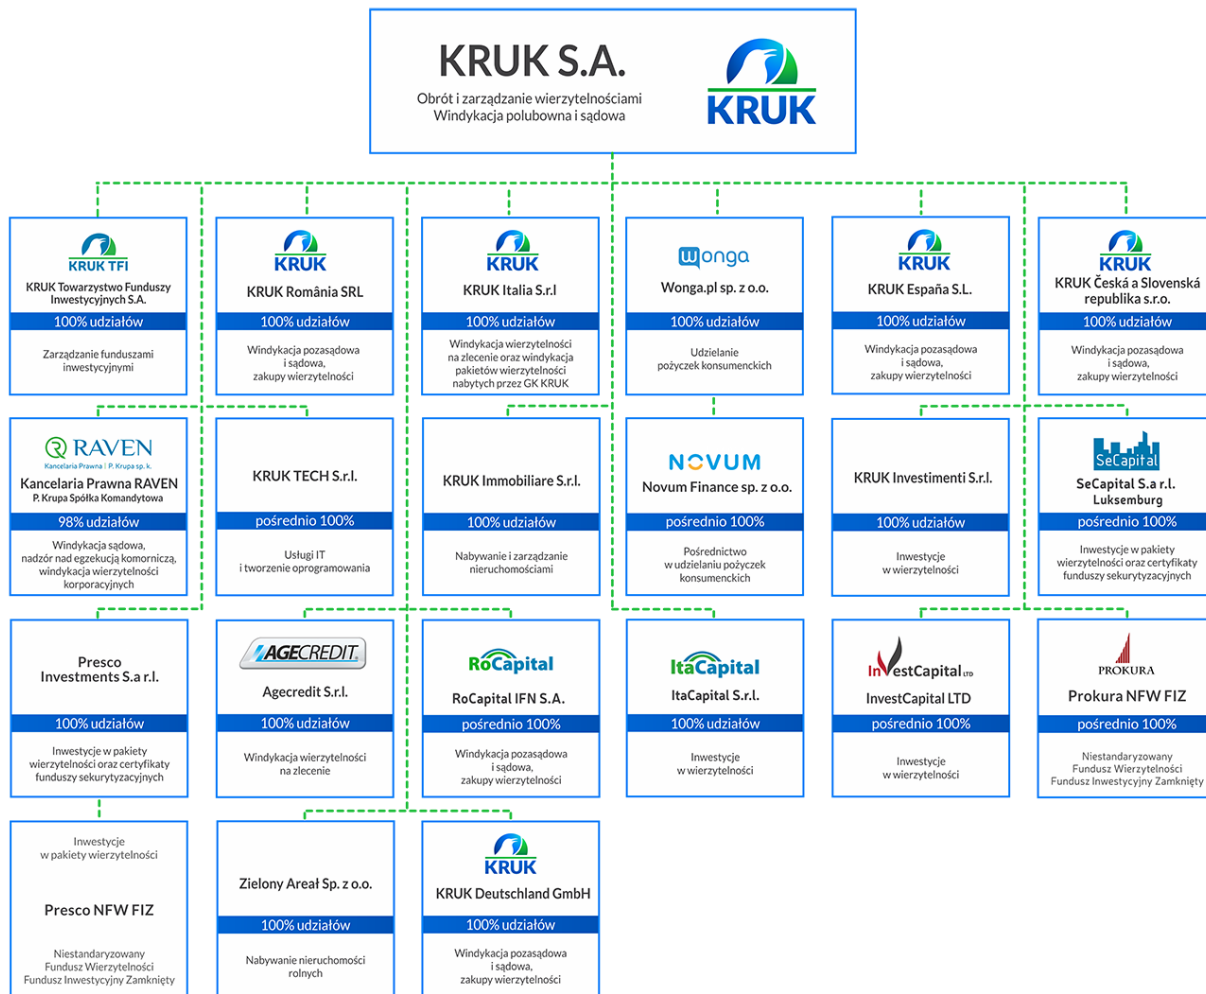 KRUK S.A.
Obrót i zarządzanie wierzytelnościami
Windykacja polubowna i sądowa
KRUK
KRUK TFI
KRUK Towarzystwo Funduszy
Inwestycyjnych S.A.
100% udziałów
Zarządzanie funduszami
inwestycyjnymi
KRUK
KRUK România SRL
100% udziałów
Windykacja pozasądowa
i sądowa,
zakupy wierzytelności
KRUK
KRUK Italia S.r.l
100% udziałów
Windykacja wierzytelności
na zlecenie oraz windykacja
pakietów wierzytelności
nabytych przez GK KRUK
wonga
Wonga.pl sp. z o.o.
100% udziałów
Udzielanie
pożyczek konsumenckich
KRUK
KRUK España S.L.
100% udziałów
Windykacja pozasądowa
i sądowa,
zakupy wierzytelności
KRUK
KRUK Česká a Slovenská
republika s.r.o.
100% udziałów
Windykacja pozasądowa
i sądowa,
zakupy wierzytelności
RAVEN
Kancelaria Prawna | P. Krupa sp. k.
Kancelaria Prawna RAVEN
P. Krupa Spółka Komandytowa
98% udziałów
Windykacja sądowa,
nadzór nad egzekucją komorniczą,
windykacja wierzytelności
korporacyjnych
KRUK TECH S.r.l.
pośrednio 100%
Usługi IT
i tworzenie oprogramowania
KRUK Immobiliare S.r.l.
100% udziałów
Nabywanie i zarządzanie
nieruchomościami
NOVUM
Novum Finance sp. z o.o.
pośrednio 100%
Pośrednictwo
w udzielaniu pożyczek
konsumenckich
KRUK Investimenti S.r.l.
100% udziałów
Inwestycje
w wierzytelności
SeCapital
SeCapital S.a r.l.
Luksemburg
pośrednio 100%
Inwestycje w pakiety
wierzytelności oraz certyfikaty
funduszy sekurytyzacyjnych
Presco
Investments S.a r.l.
100% udziałów
Inwestycje w pakiety
wierzytelności oraz certyfikaty
funduszy sekurytyzacyjnych
AGECREDIT
Agecredit S.r.l.
100% udziałów
Windykacja wierzytelności
na zlecenie
RoCapital
RoCapital IFN S.A.
pośrednio 100%
Windykacja pozasądowa
i sądowa,
zakupy wierzytelności
ItaCapital
ItaCapital S.r.l.
100% udziałów
Inwestycje
w wierzytelności
InvestCapital LTD
InvestCapital LTD
pośrednio 100%
Inwestycje
w wierzytelności
PROKURA
Prokura NFW FIZ
pośrednio 100%
Niestandaryzowany
Fundusz Wierzytelności
Fundusz Inwestycyjny Zamknięty
Inwestycje
w pakiety wierzytelności
Presco NFW FIZ
Niestandaryzowany
Fundusz Wierzytelności
Fundusz Inwestycyjny Zamknięty
Zielony Areał Sp. z o.o.
100% udziałów
Nabywanie nieruchomości
rolnych
KRUK
KRUK Deutschland GmbH
100% udziałów
Windykacja pozasądowa
i sądowa,
zakupy wierzytelności